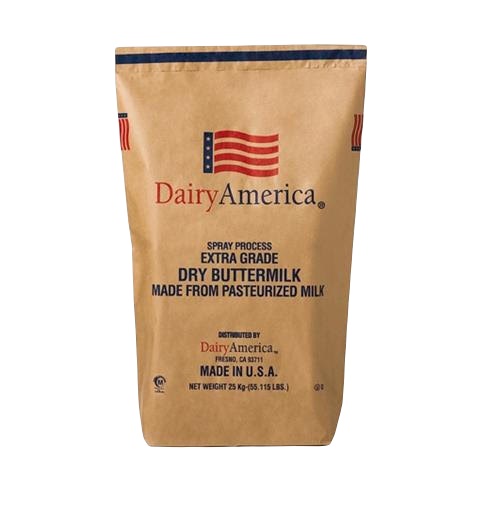 DairyAmerica®
SPRAY PROCESS
EXTRA GRADE
DRY BUTTERMILK
MADE FROM PASTEURIZED MILK
DISTRIBUTED BY
DairyAmerica™
FRESNO, CA 93711
MADE IN U.S.A.
NET WEIGHT 25 Kg-(55.115 LBS.)
M